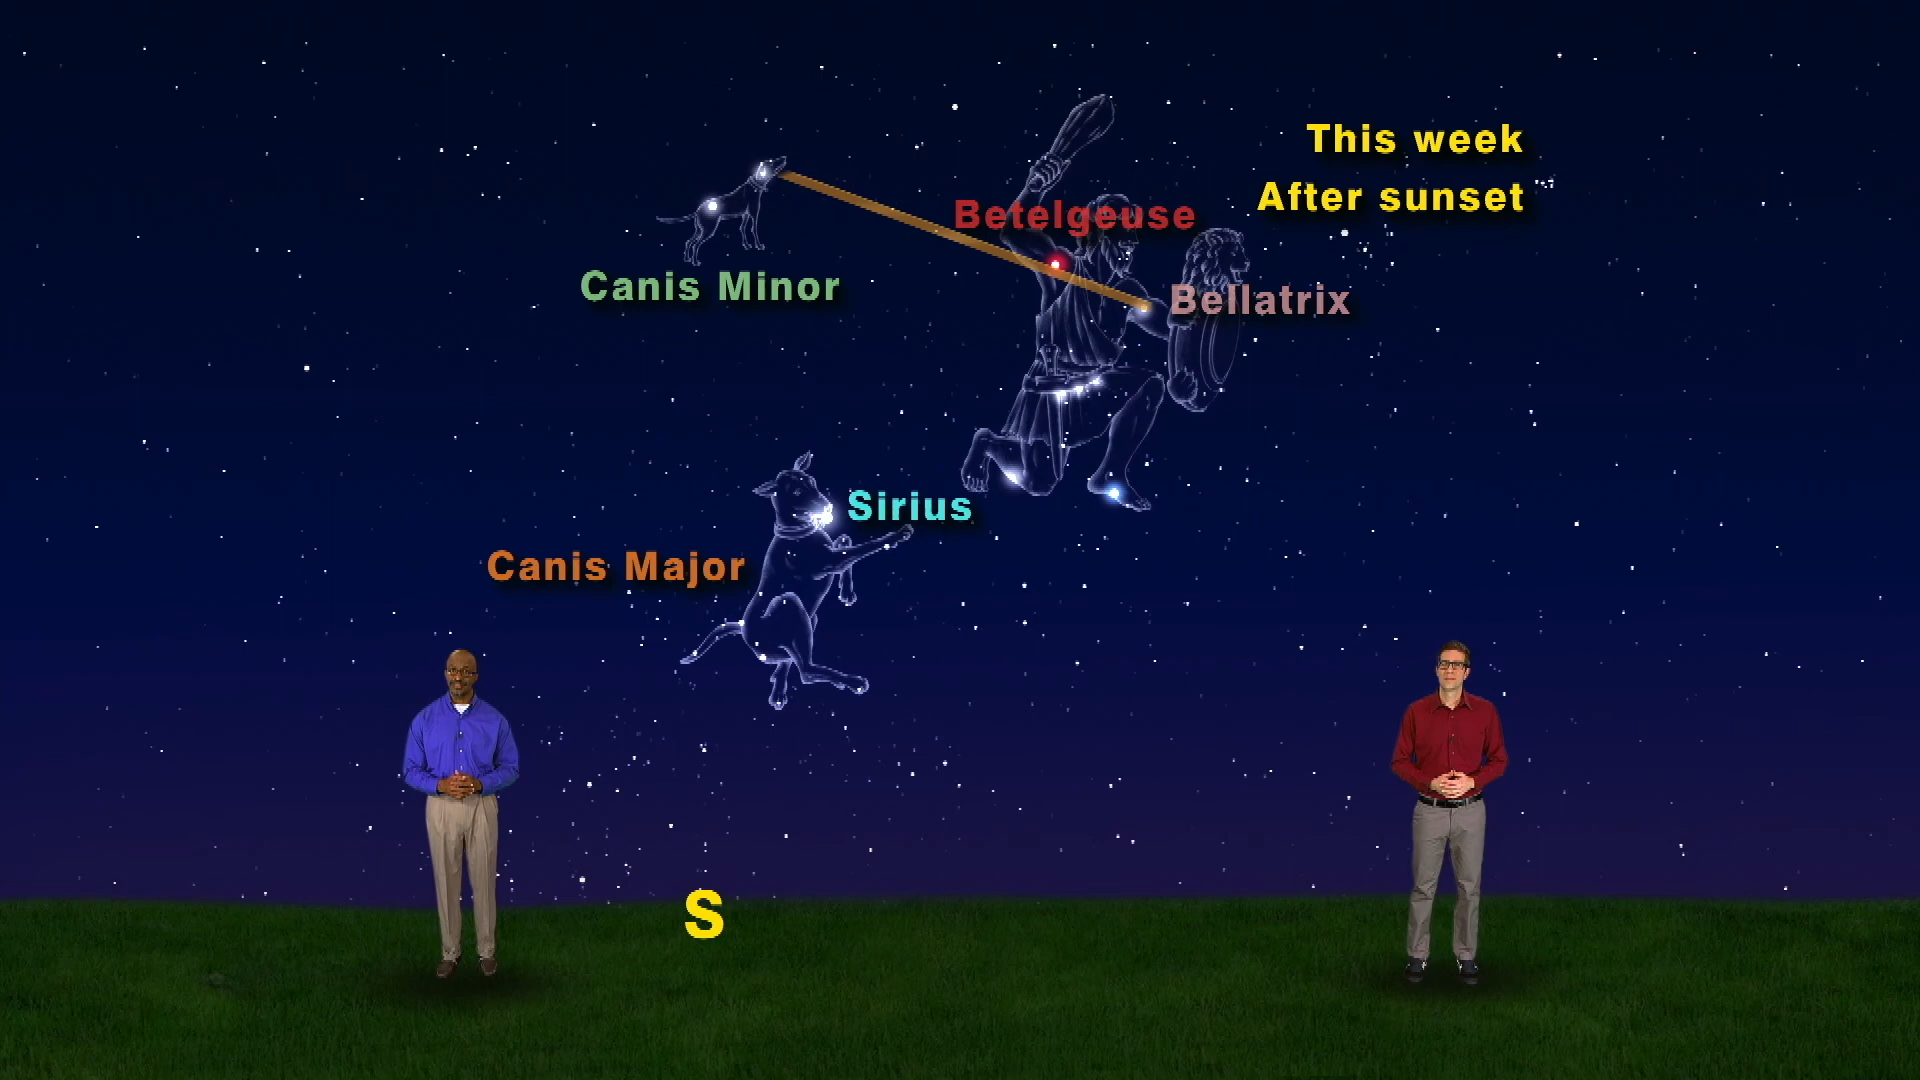 This week
After sunset
Betelgeuse
Canis Minor
Bellatrix
Sirius
Canis Major
S